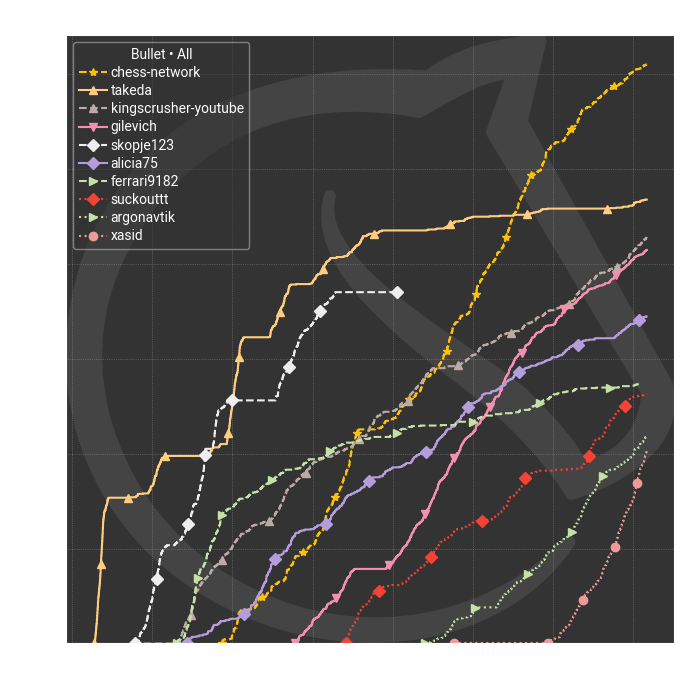 Bullet • All
chess-network
takeda
kingscrusher-youtube
gilevich
skopje123
alicia75
ferrari9182
suckouttt
argonavtik
xasid